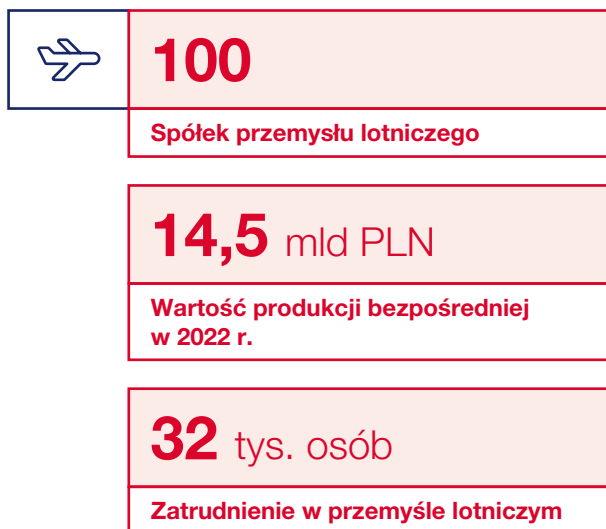 100
Spółek przemysłu lotniczego
14,5 mld PLN
Wartość produkcji bezpośredniej
w 2022 r.
32 tys. osób
Zatrudnienie w przemyśle lotniczym